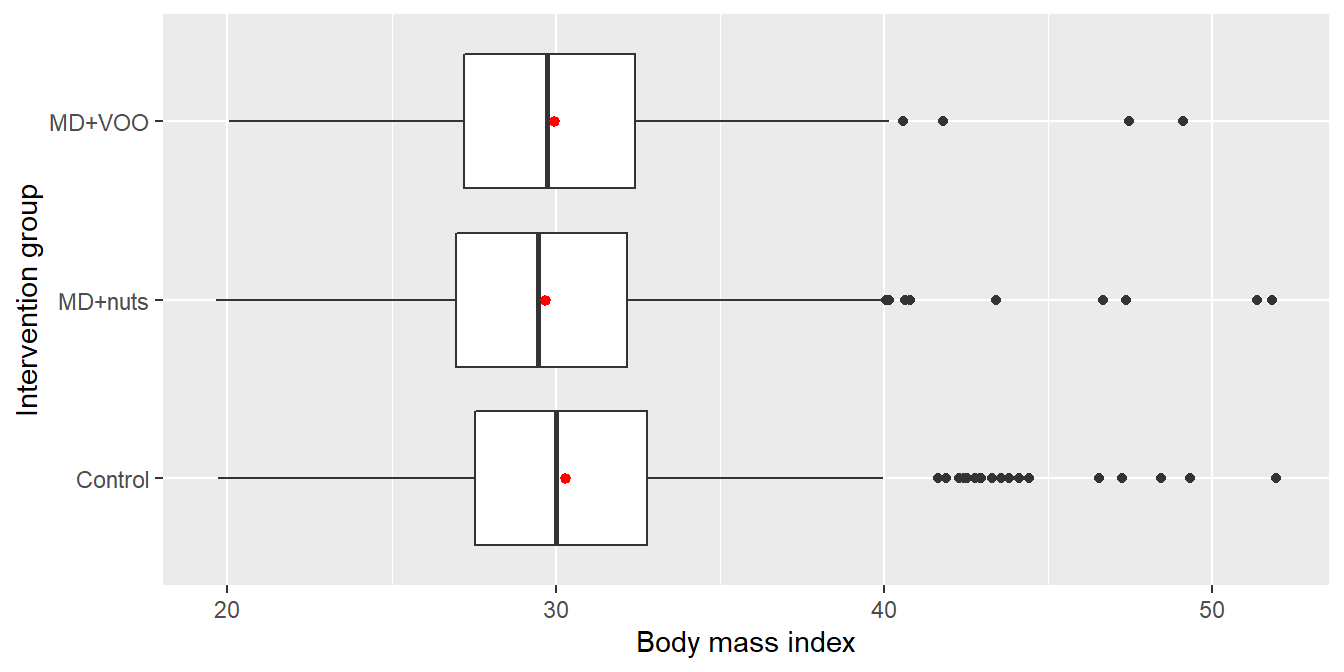 Intervention group
MD+VOO
MD+nuts
Control
20 30 40 50
Body mass index